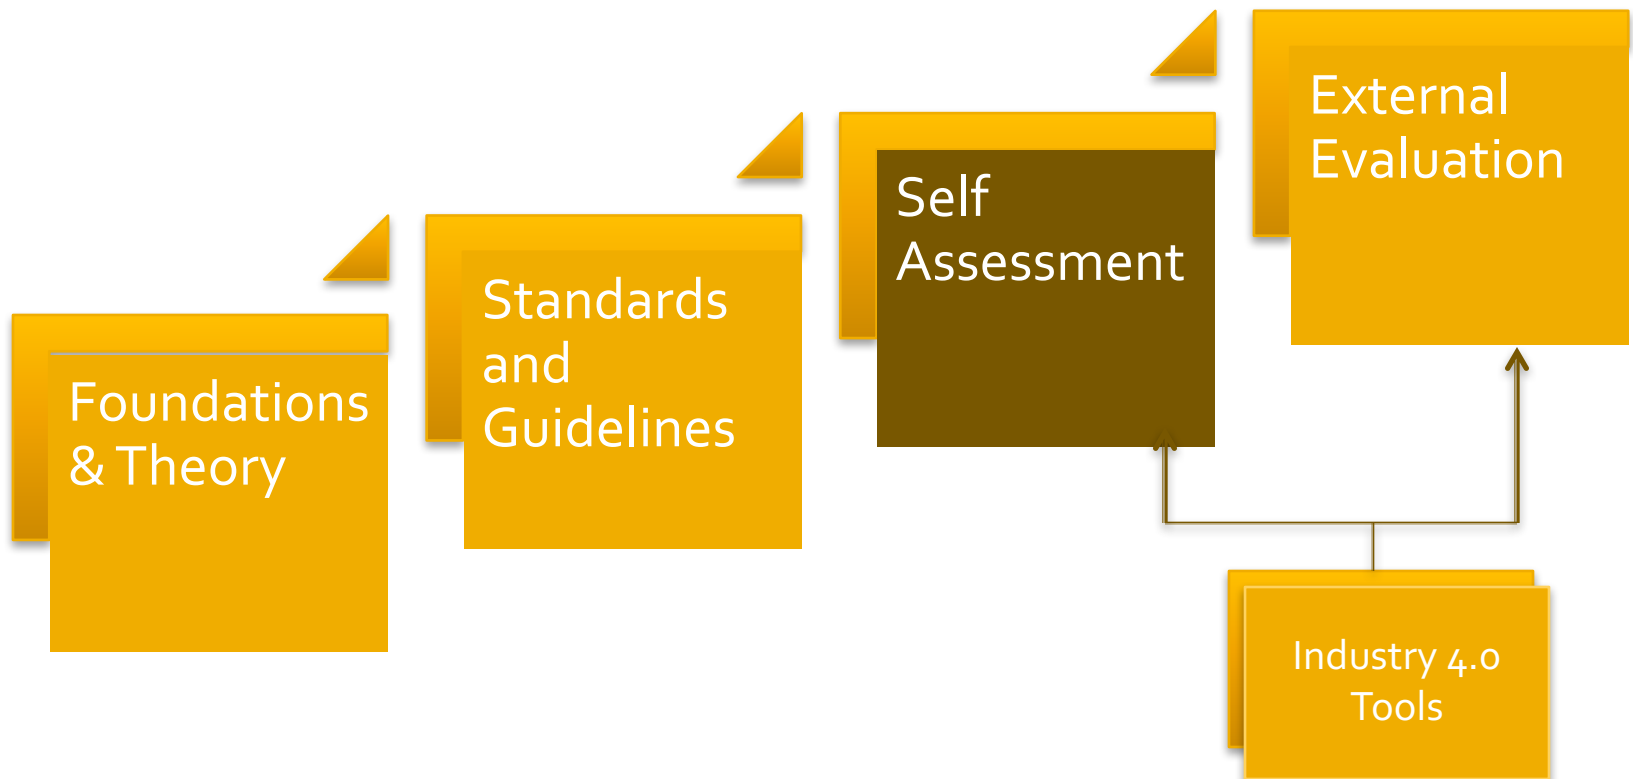 Foundations
& Theory
Standards
and
Guidelines
Self
Assessment
External
Evaluation
Industry 4.0
Tools